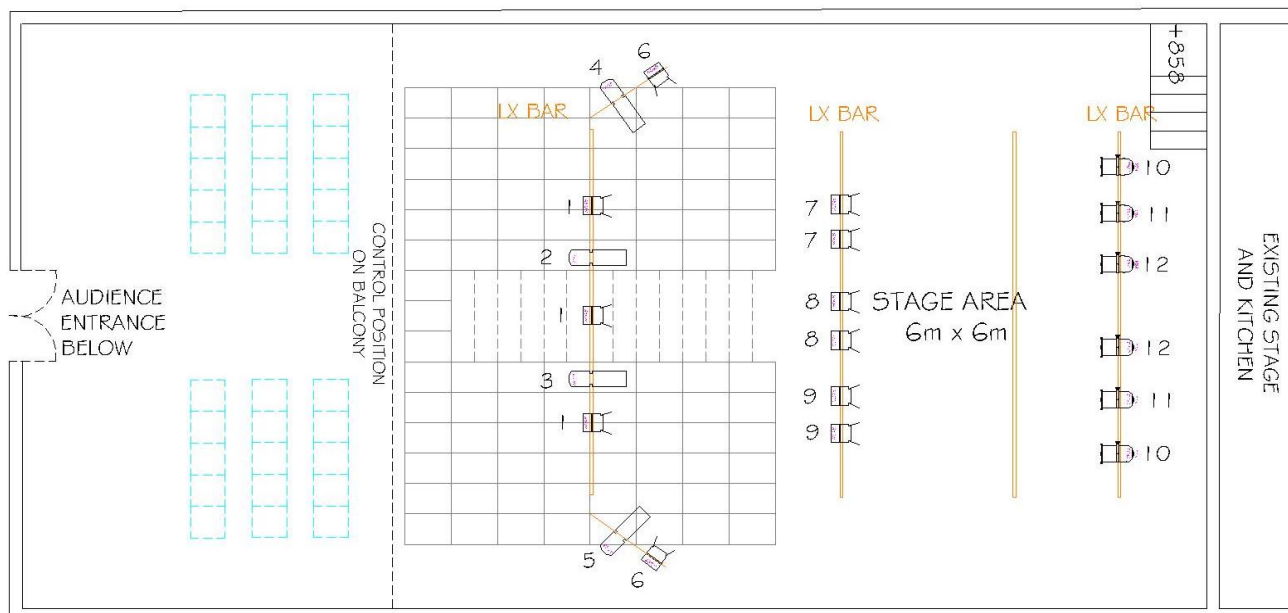 +858
6
4
LX BAR
LX BAR
LX BAR
10
1
7
11
7
2
12
CONTROL POSITION
ON BALCONY
AUDIENCE
ENTRANCE
BELOW
1
8
STAGE AREA
6m x 6m
8
12
EXISTING STAGE
AND KITCHEN
3
9
11
1
9
10
5
6